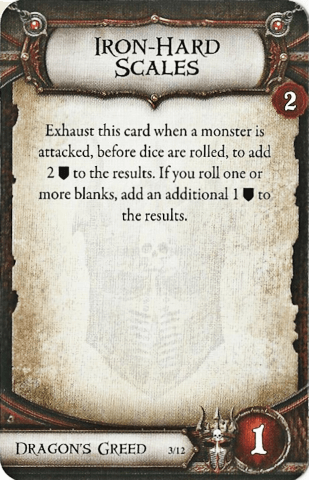 IRON-HARD
SCALES
2
Exhaust this card when a monster is
attacked, before dice are rolled, to add
2 to the results. If you roll one or
more blanks, add an additional 1 to
the results.
DRAGON'S GREED 3/12 1